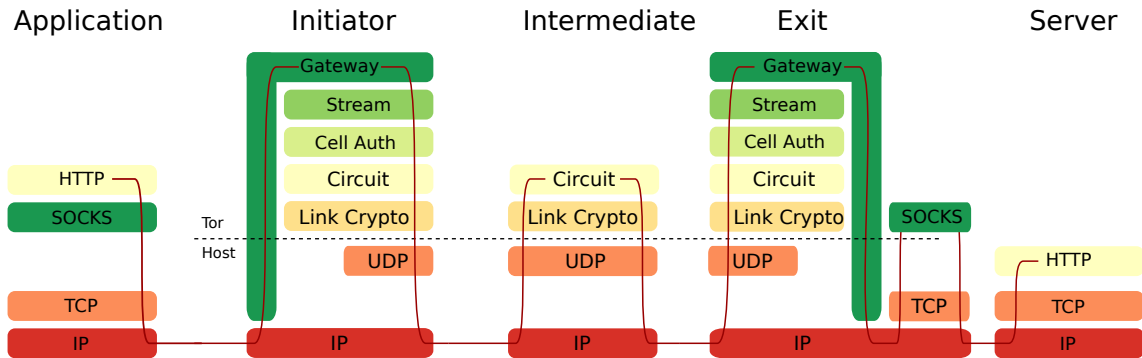 Application Initiator Intermediate Exit Server
Gateway Gateway
Stream Stream
Cell Auth Cell Auth
HTTP Circuit Circuit Circuit
SOCKS Link Crypto Link Crypto Link Crypto SOCKS
Tor
Host
UDP UDP UDP HTTP
TCP TCP TCP
IP IP IP IP IP